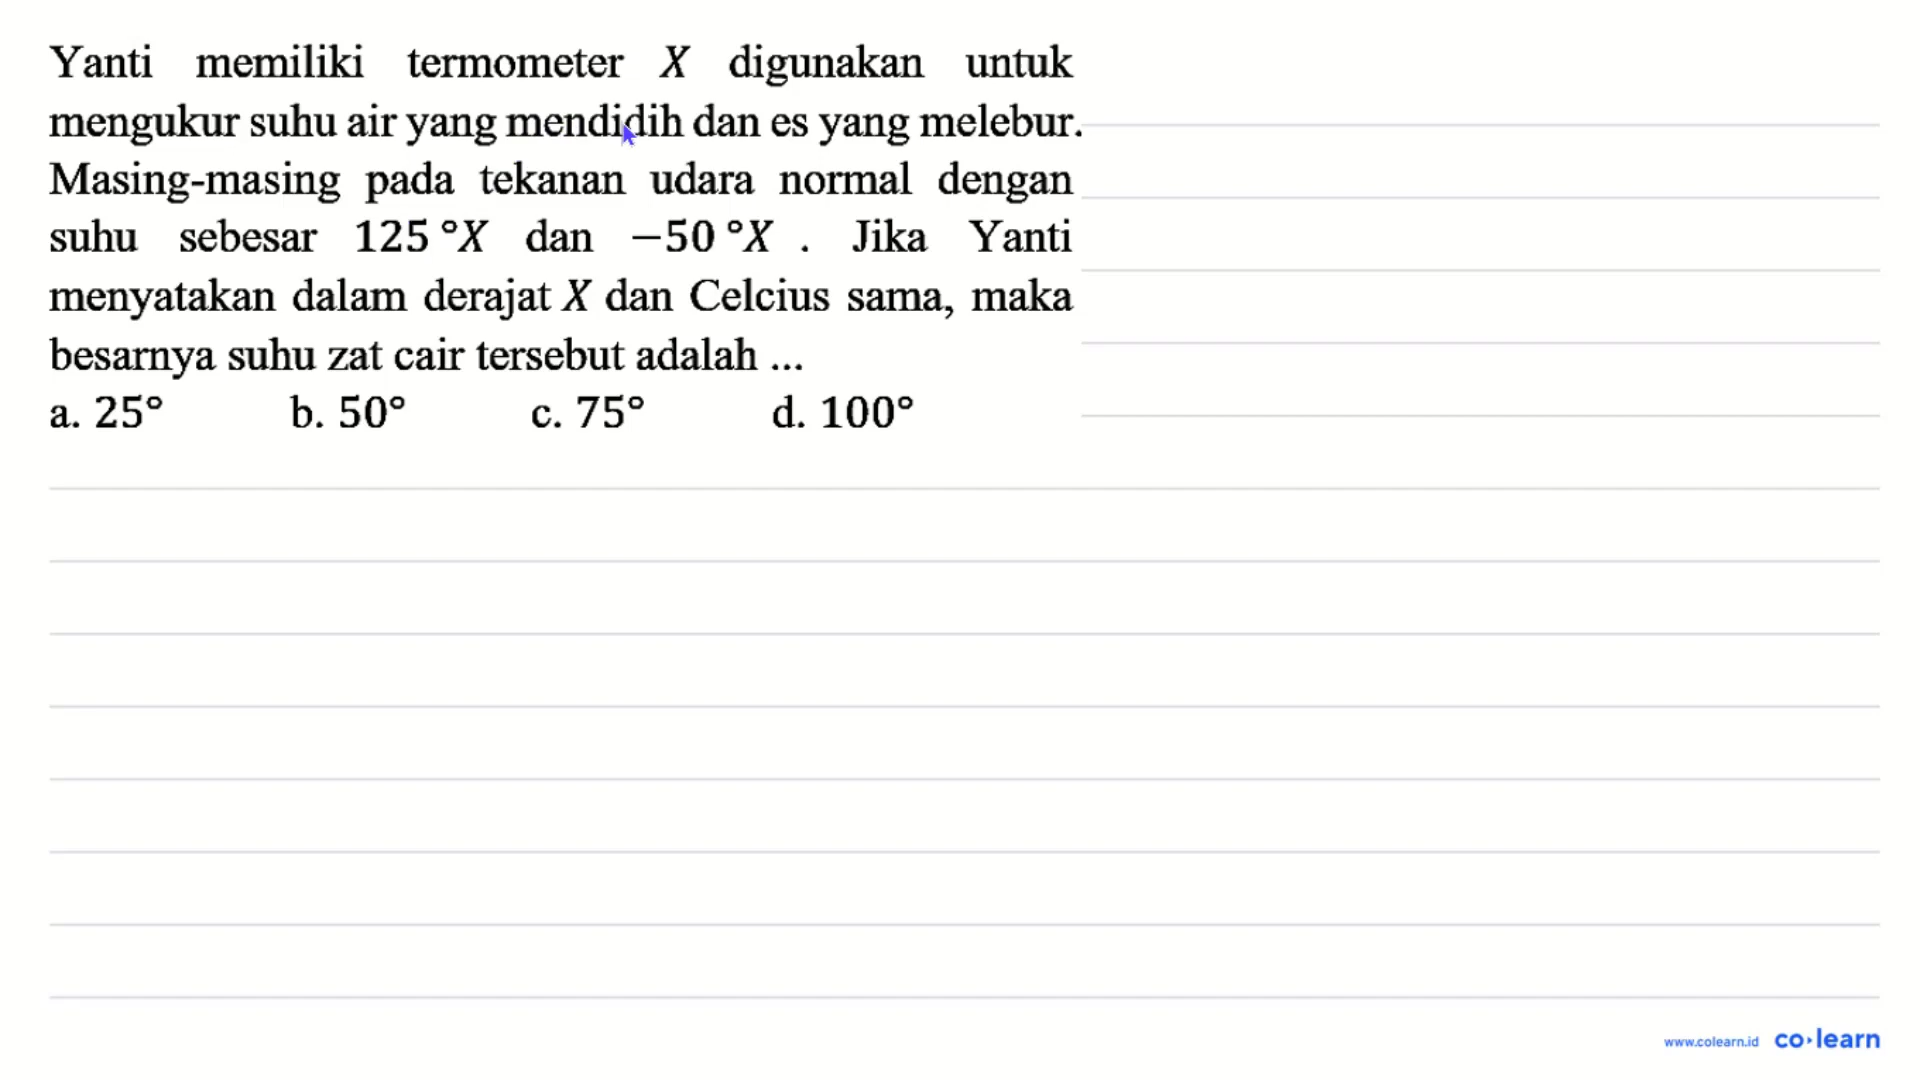 Yanti memiliki termometer X digunakan untuk
mengukur suhu air yang mendidih dan es yang melebur.
Masing-masing pada tekanan udara normal dengan
suhu sebesar 125 °X dan −50 °X . Jika Yanti
menyatakan dalam derajat X dan Celcius sama, maka
besarnya suhu zat cair tersebut adalah ...
a. 25° b. 50° c. 75° d. 100°
www.colearn.id co·learn